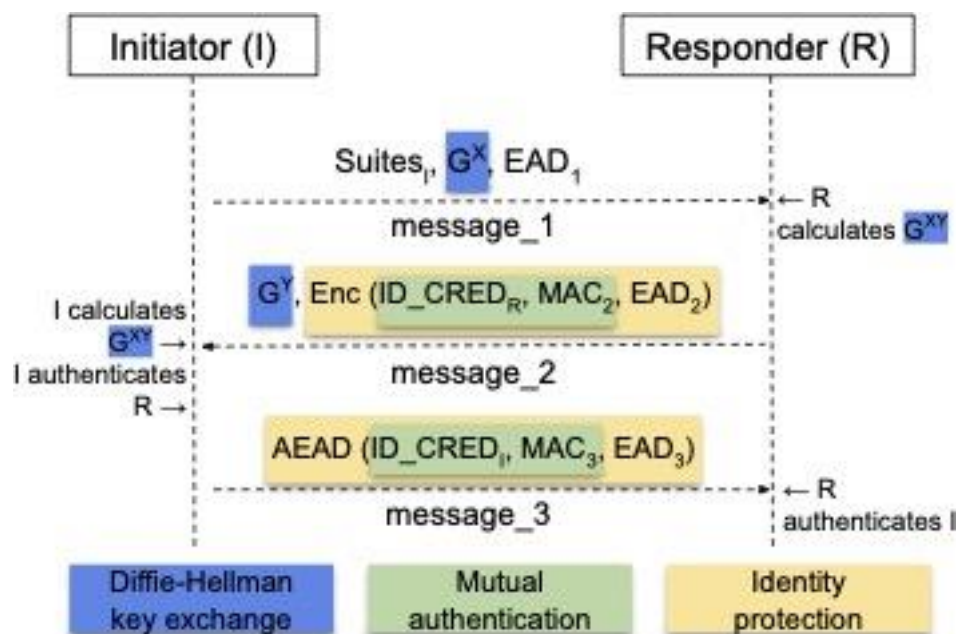 Initiator (I)
Responder (R)
Suites_I, G^X, EAD_1
message_1
← R
calculates G^XY
G^Y, Enc (ID_CRED_R, MAC_2, EAD_2)
message_2
I calculates
G^XY →
I authenticates
R →
AEAD (ID_CRED_I, MAC_3, EAD_3)
message_3
← R
authenticates I
Diffie-Hellman
key exchange
Mutual
authentication
Identity
protection